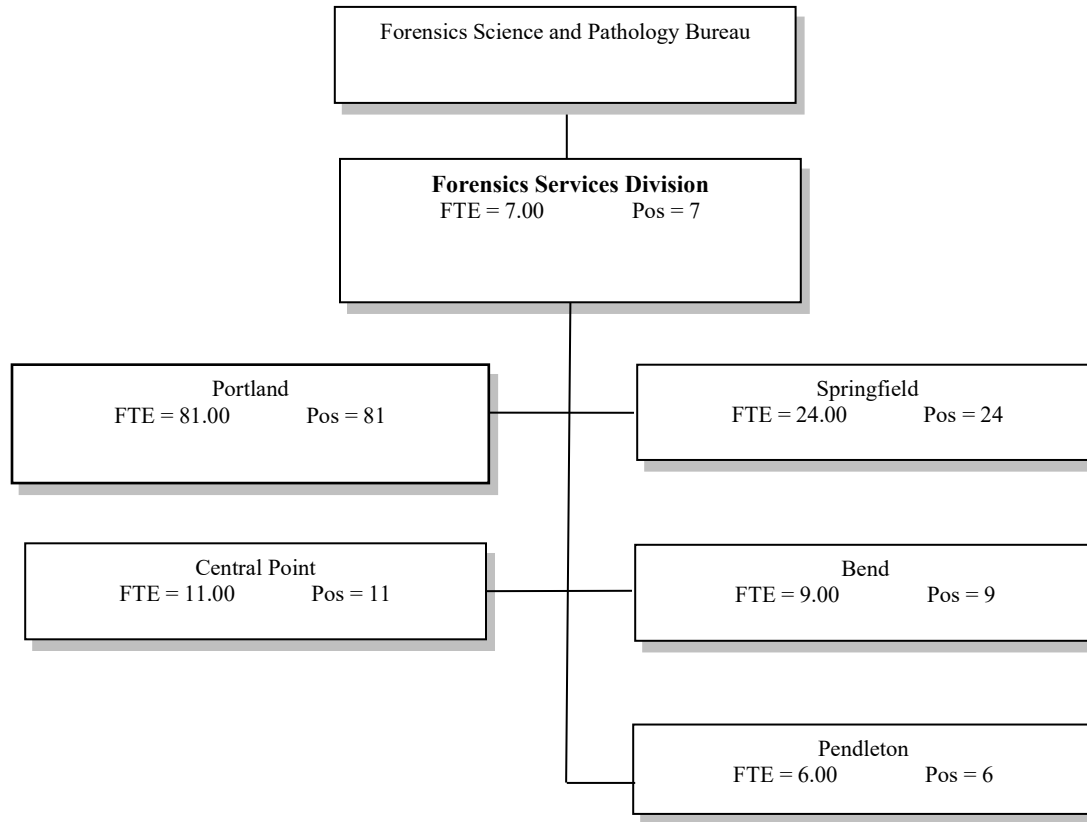 Forensics Science and Pathology Bureau
Forensics Services Division
FTE = 7.00 Pos = 7
Portland
FTE = 81.00 Pos = 81
Springfield
FTE = 24.00 Pos = 24
Central Point
FTE = 11.00 Pos = 11
Bend
FTE = 9.00 Pos = 9
Pendleton
FTE = 6.00 Pos = 6